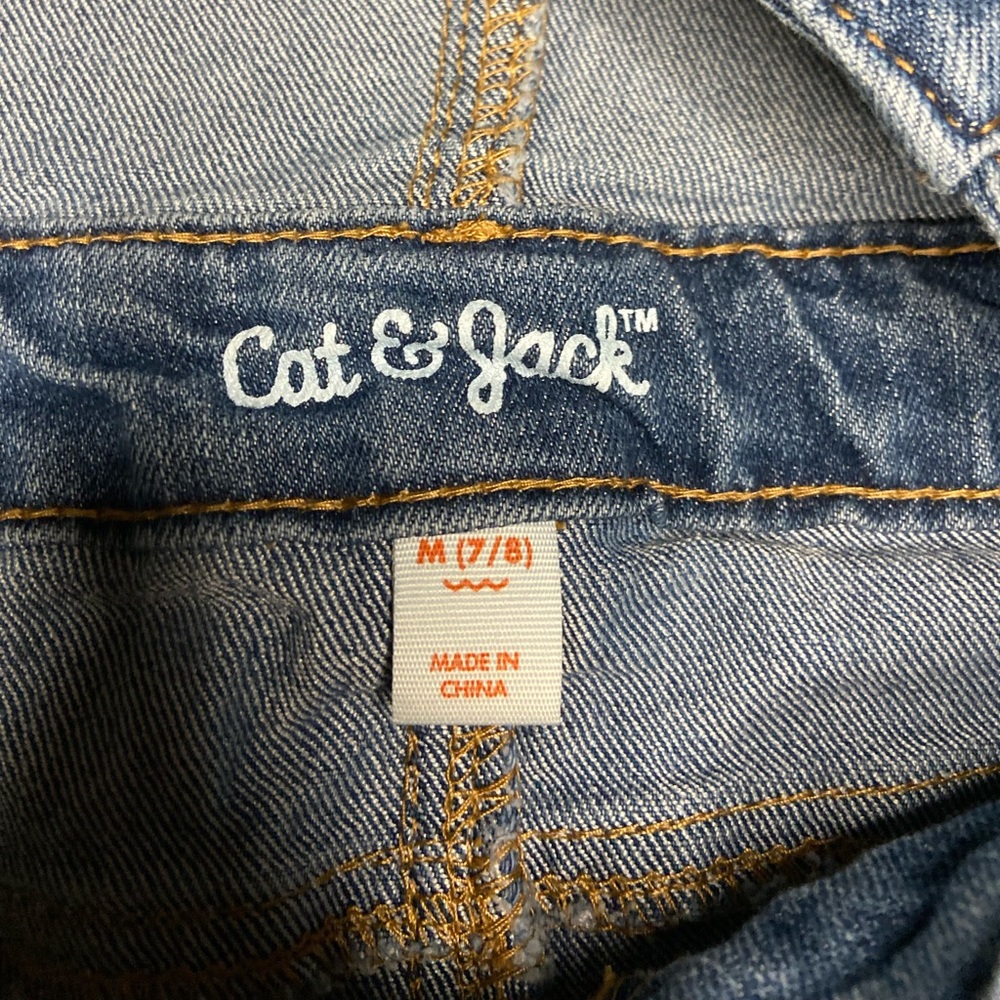 Cat & Jack™
M (7/8)
MADE IN
CHINA